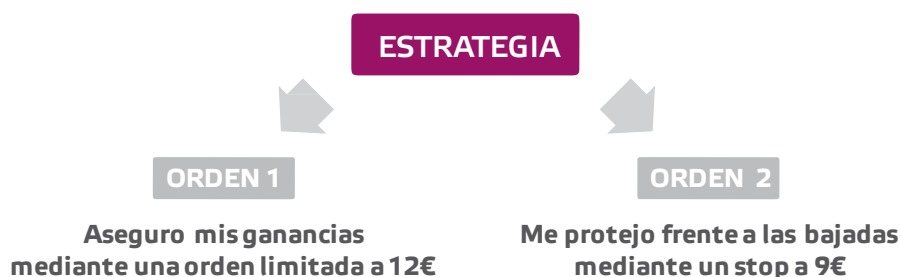 ESTRATEGIA
ORDEN 1
ORDEN 2
Aseguro mis ganancias
mediante una orden limitada a 12€
Me protejo frente a las bajadas
mediante un stop a 9€